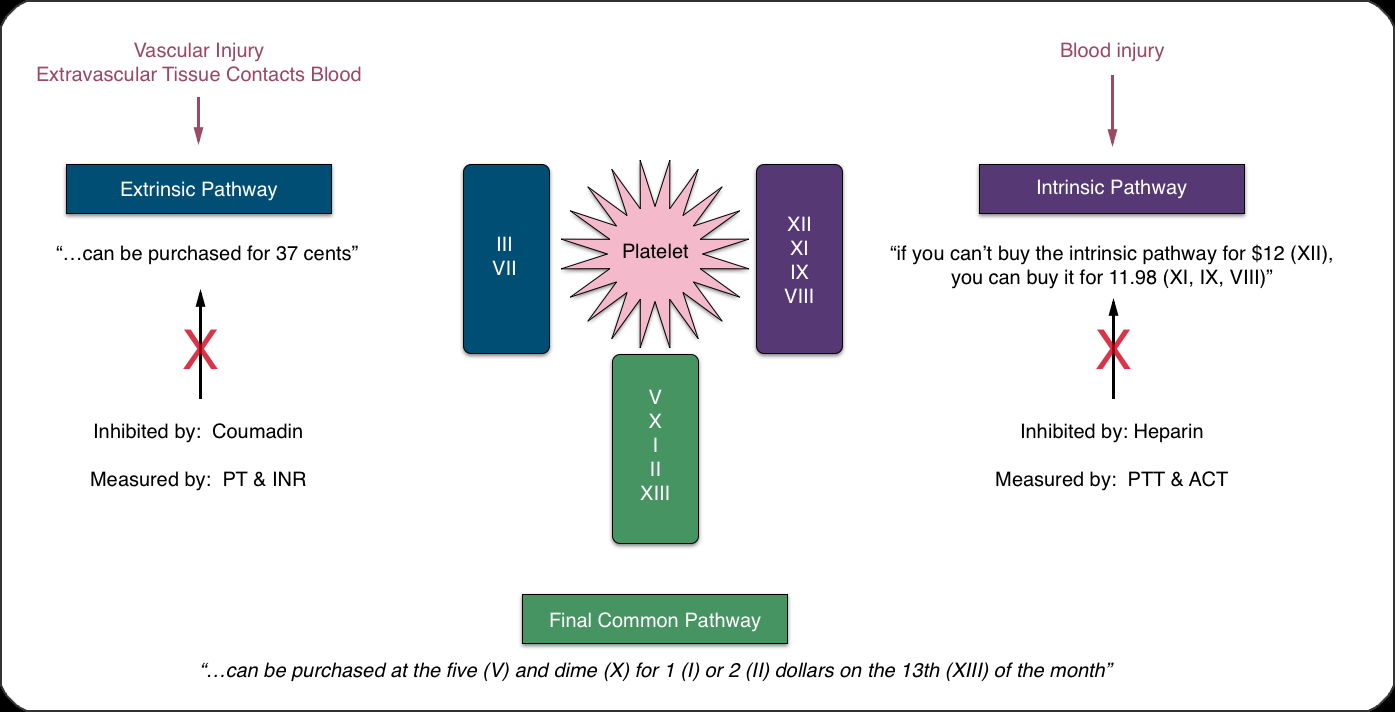 Vascular Injury
Extravascular Tissue Contacts Blood
Extrinsic Pathway
“…can be purchased for 37 cents”
X
Inhibited by:  Coumadin
Measured by:  PT & INR
III
VII
Platelet
XII
XI
IX
VIII
V
X
I
II
XIII
Blood injury
Intrinsic Pathway
“if you can’t buy the intrinsic pathway for $12 (XII),
you can buy it for 11.98 (XI, IX, VIII)”
X
Inhibited by: Heparin
Measured by:  PTT & ACT
Final Common Pathway
“…can be purchased at the five (V) and dime (X) for 1 (I) or 2 (II) dollars on the 13th (XIII) of the month”